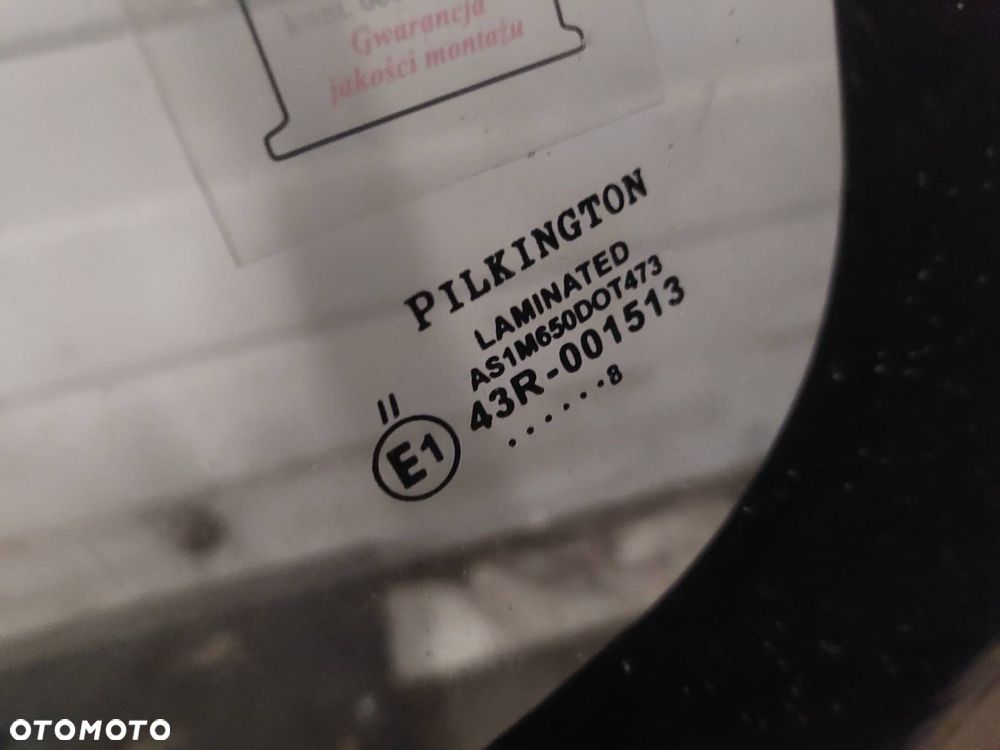 Gwarancja
jakości montażu
PILKINGTON
LAMINATED
AS1M650DOT473
43R-001513
......8
II
E1
OTOMOTO